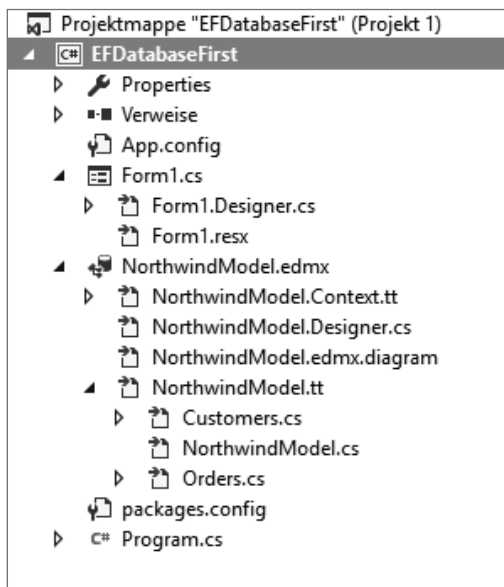 Projektmappe "EFDatabaseFirst" (Projekt 1)
C# EFDatabaseFirst
Properties
Verweise
App.config
Form1.cs
Form1.Designer.cs
Form1.resx
NorthwindModel.edmx
NorthwindModel.Context.tt
NorthwindModel.Designer.cs
NorthwindModel.edmx.diagram
NorthwindModel.tt
Customers.cs
NorthwindModel.cs
Orders.cs
packages.config
C# Program.cs